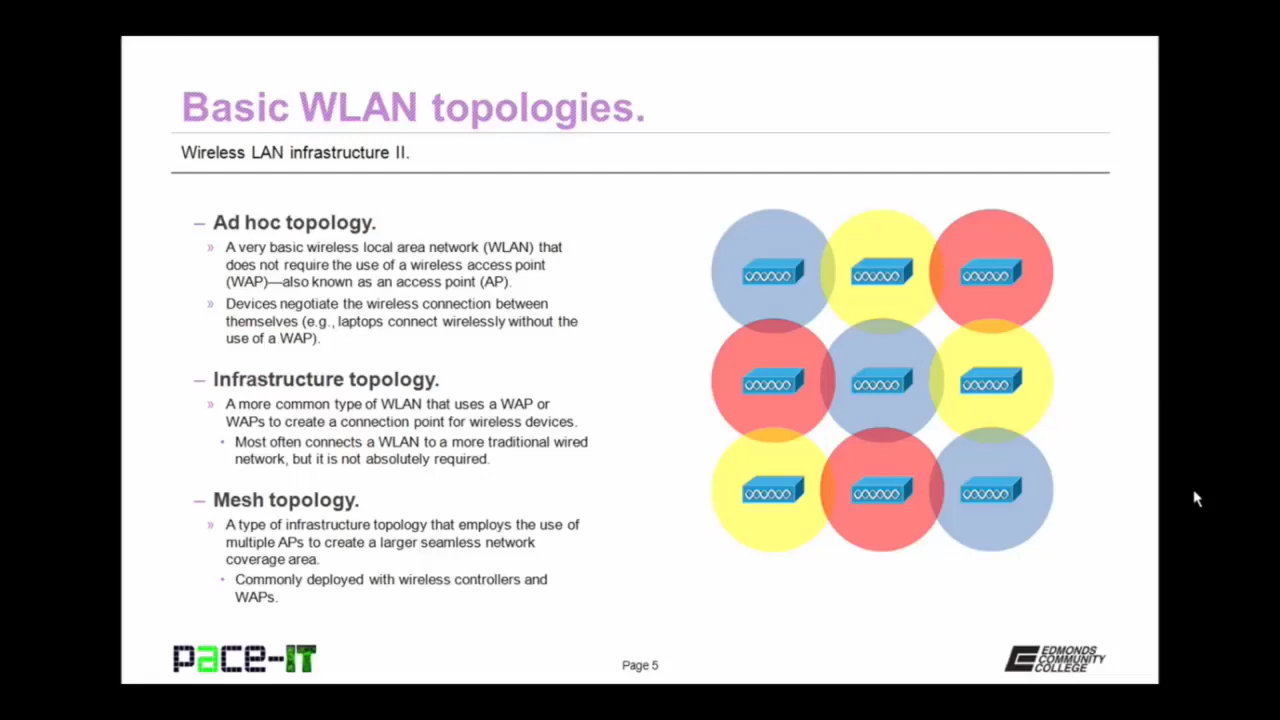 Basic WLAN topologies.
Wireless LAN infrastructure II.
– Ad hoc topology.
» A very basic wireless local area network (WLAN) that
does not require the use of a wireless access point
(WAP)—also known as an access point (AP).
» Devices negotiate the wireless connection between
themselves (e.g., laptops connect wirelessly without the
use of a WAP).
– Infrastructure topology.
» A more common type of WLAN that uses a WAP or
WAPs to create a connection point for wireless devices.
• Most often connects a WLAN to a more traditional wired
network, but it is not absolutely required.
– Mesh topology.
» A type of infrastructure topology that employs the use of
multiple APs to create a larger seamless network
coverage area.
• Commonly deployed with wireless controllers and
WAPs.
pace-IT
Page 5
EDMONDS
COMMUNITY
COLLEGE